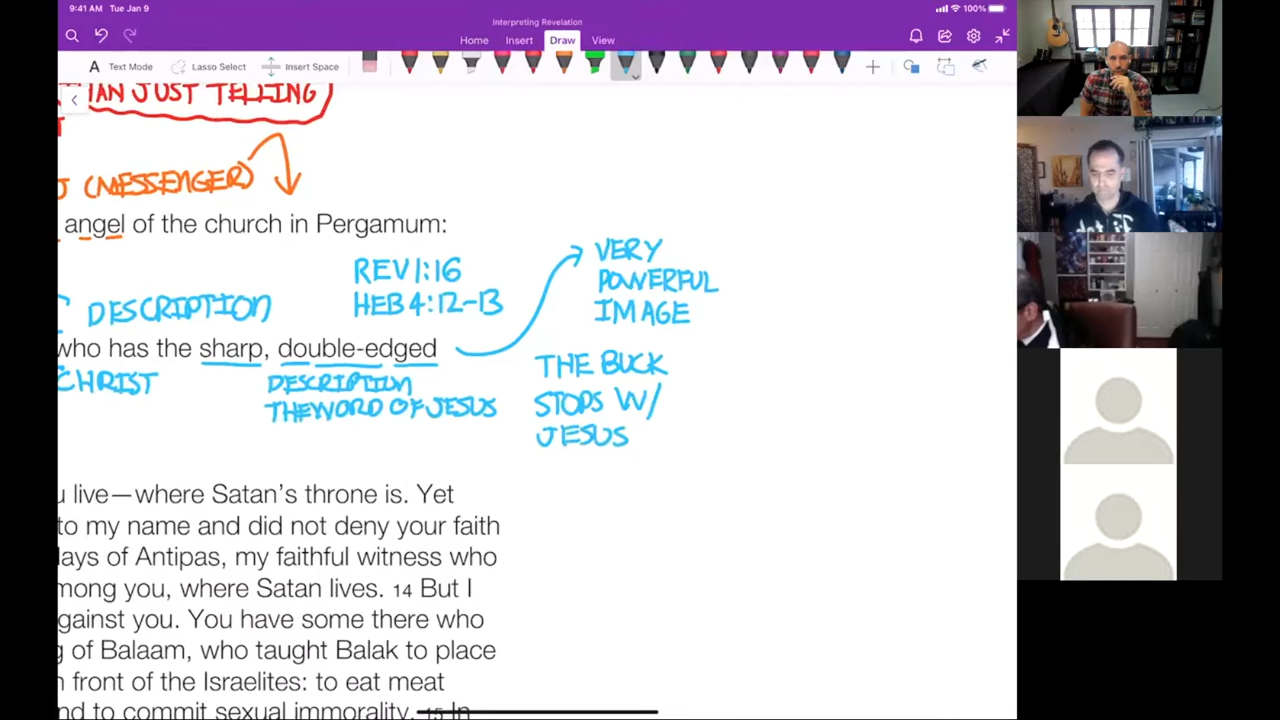 9:41 AM Tue Jan 9
100%
Interpreting Revelation
Home Insert Draw View
Text Mode Lasso Select Insert Space
THAN JUST TELLING
(MESSENGER)
angel of the church in Pergamum:
REV 1:16
HEB 4:12-13
DESCRIPTION
VERY
POWERFUL
IMAGE
who has the sharp, double-edged
CHRIST
DESCRIPTION
THE WORD OF JESUS
THE BUCK
STOPS W/
JESUS
u live—where Satan's throne is. Yet
to my name and did not deny your faith
lays of Antipas, my faithful witness who
mong you, where Satan lives. 14 But I
gainst you. You have some there who
g of Balaam, who taught Balak to place
n front of the Israelites: to eat meat
nd to commit sexual immorality. 15 In